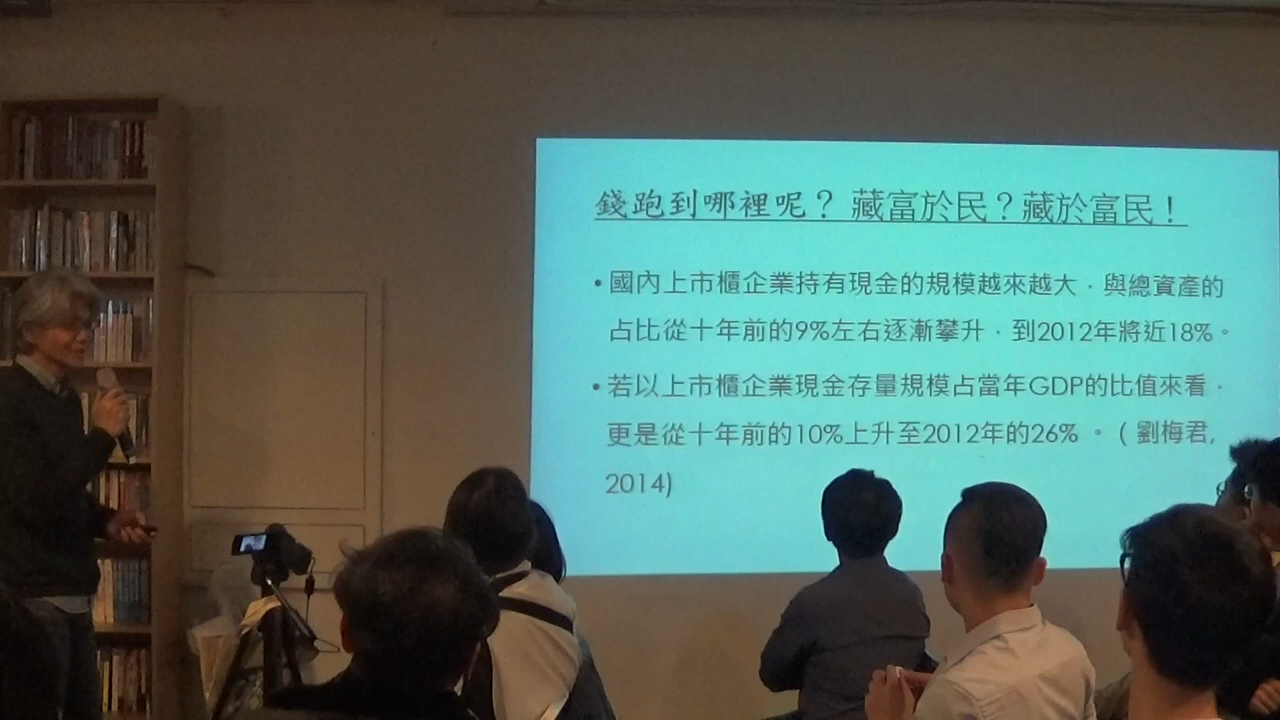 錢跑到哪裡呢？ 藏富於民？藏於富民！
• 國內上市櫃企業持有現金的規模越來越大，與總資產的
占比從十年前的9%左右逐漸攀升，到2012年將近18%。
• 若以上市櫃企業現金存量規模占當年GDP的比值來看，
更是從十年前的10%上升至2012年的26% 。（劉梅君,
2014)